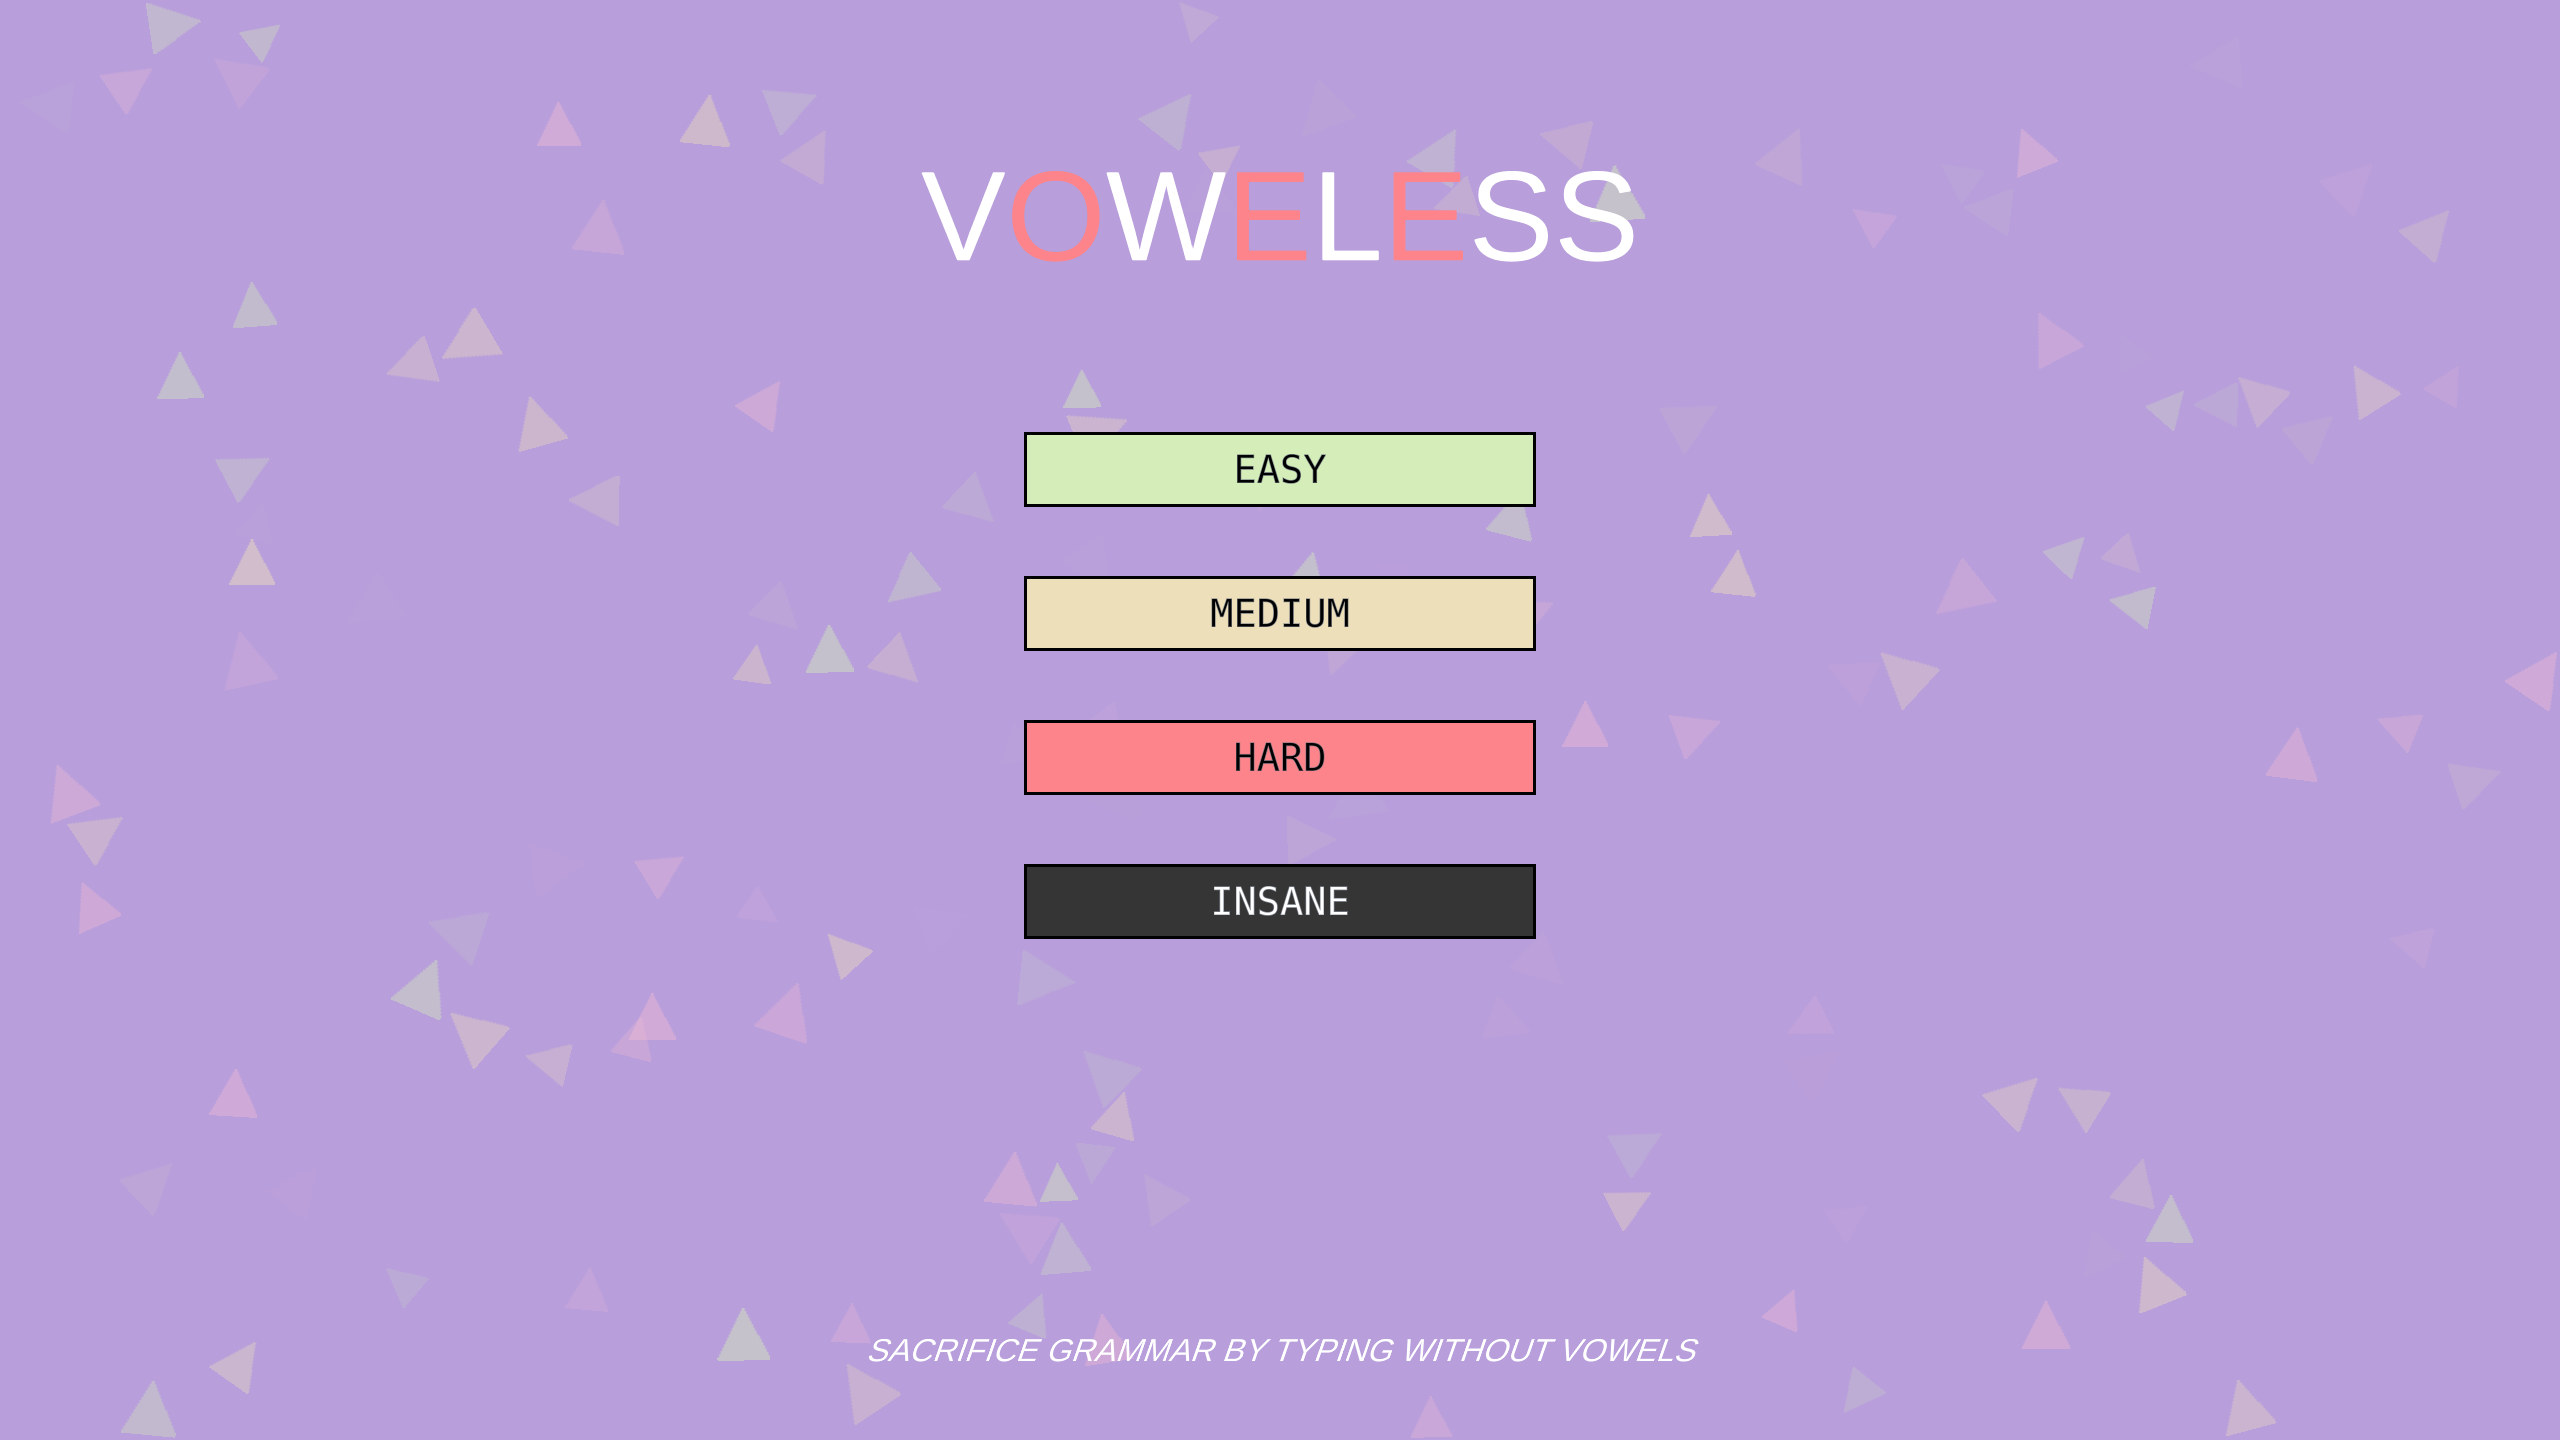 VOWELESS
EASY
MEDIUM
HARD
INSANE
SACRIFICE GRAMMAR BY TYPING WITHOUT VOWELS